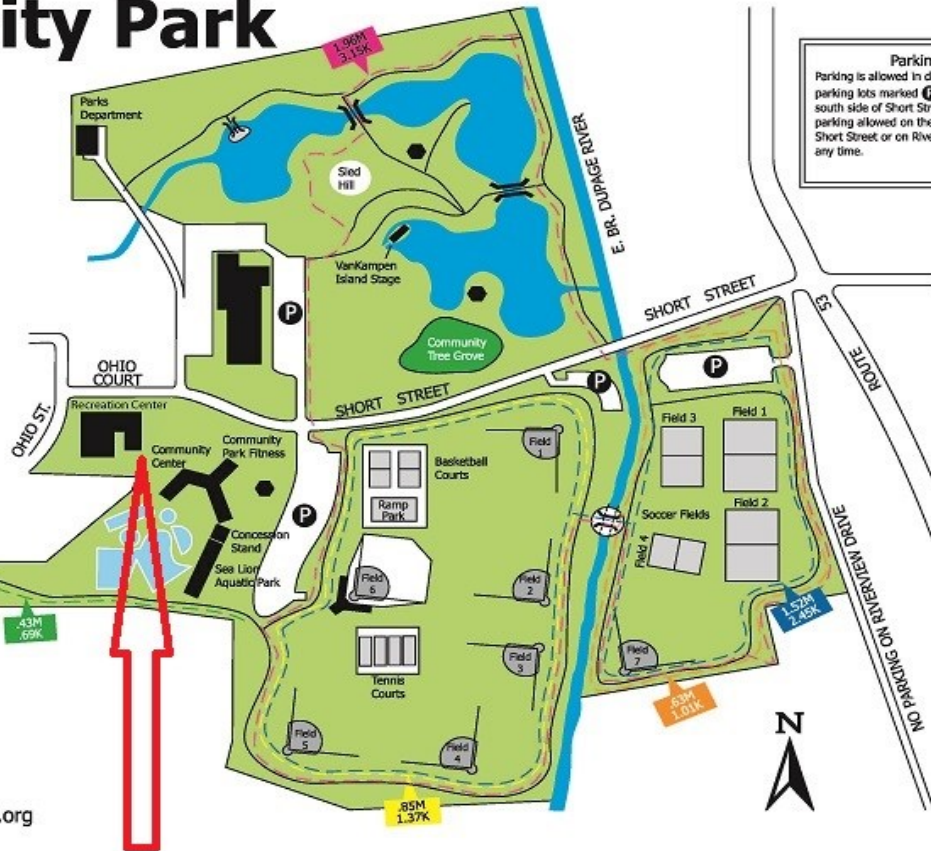 ity Park
1.96M
3.15K
Parks
Department
Sled
Hill
VanKampen
Island Stage
E. BR. DUPAGE RIVER
Parkin
Parking is allowed in d
parking lots marked P
south side of Short Str
parking allowed on the
Short Street or on Rive
any time.
P
Community
Tree Grove
SHORT STREET
53
ROUTE
P
P
OHIO
COURT
OHIO ST.
SHORT STREET
Recreation Center
Community
Center
Community
Park Fitness
P
Concession
Stand
Sea Lion
Aquatic Park
Basketball
Courts
Ramp
Park
Field
1
Field
6
Field
2
Field
3
Tennis
Courts
Field
5
Field
4
Field 3
Field 1
Soccer Fields
Field 2
Field 4
Field
7
NO PARKING ON RIVERVIEW DRIVE
.43M
.69K
1.52M
2.45K
.63M
1.01K
.85M
1.37K
N
.org